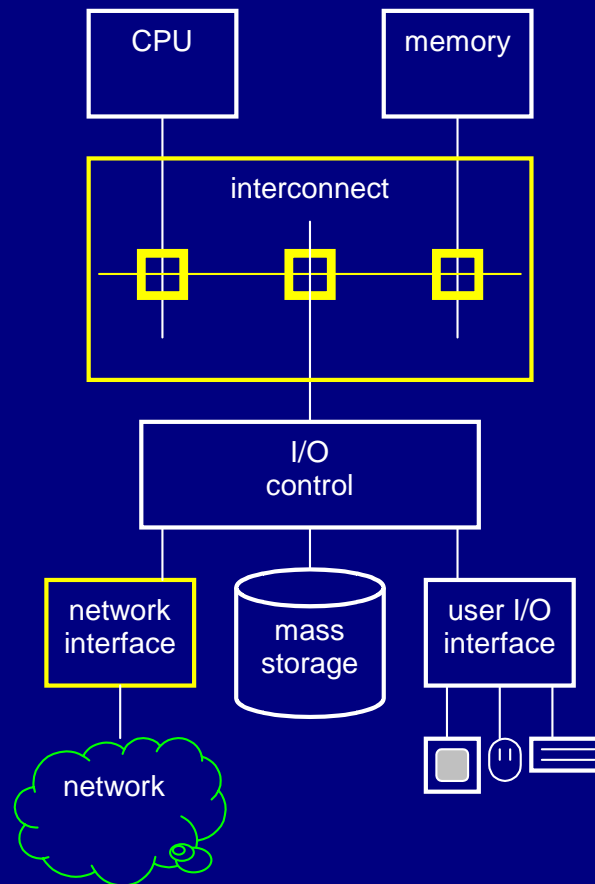 CPU
memory
interconnect
I/O
control
network
interface
mass
storage
user I/O
interface
network